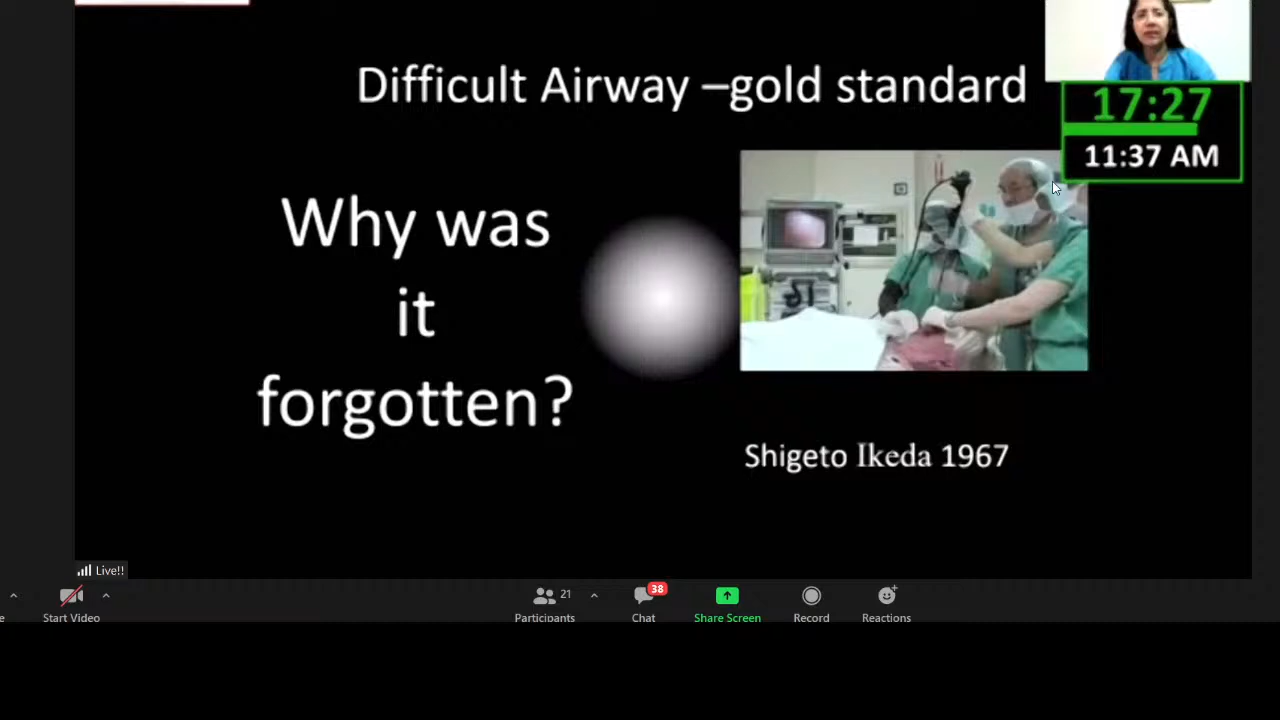 Difficult Airway –gold standard
17:27
11:37 AM
Why was
it
forgotten?
Shigeto Ikeda 1967
Live!!
21
38
e
Start Video
Participants
Chat
Share Screen
Record
Reactions